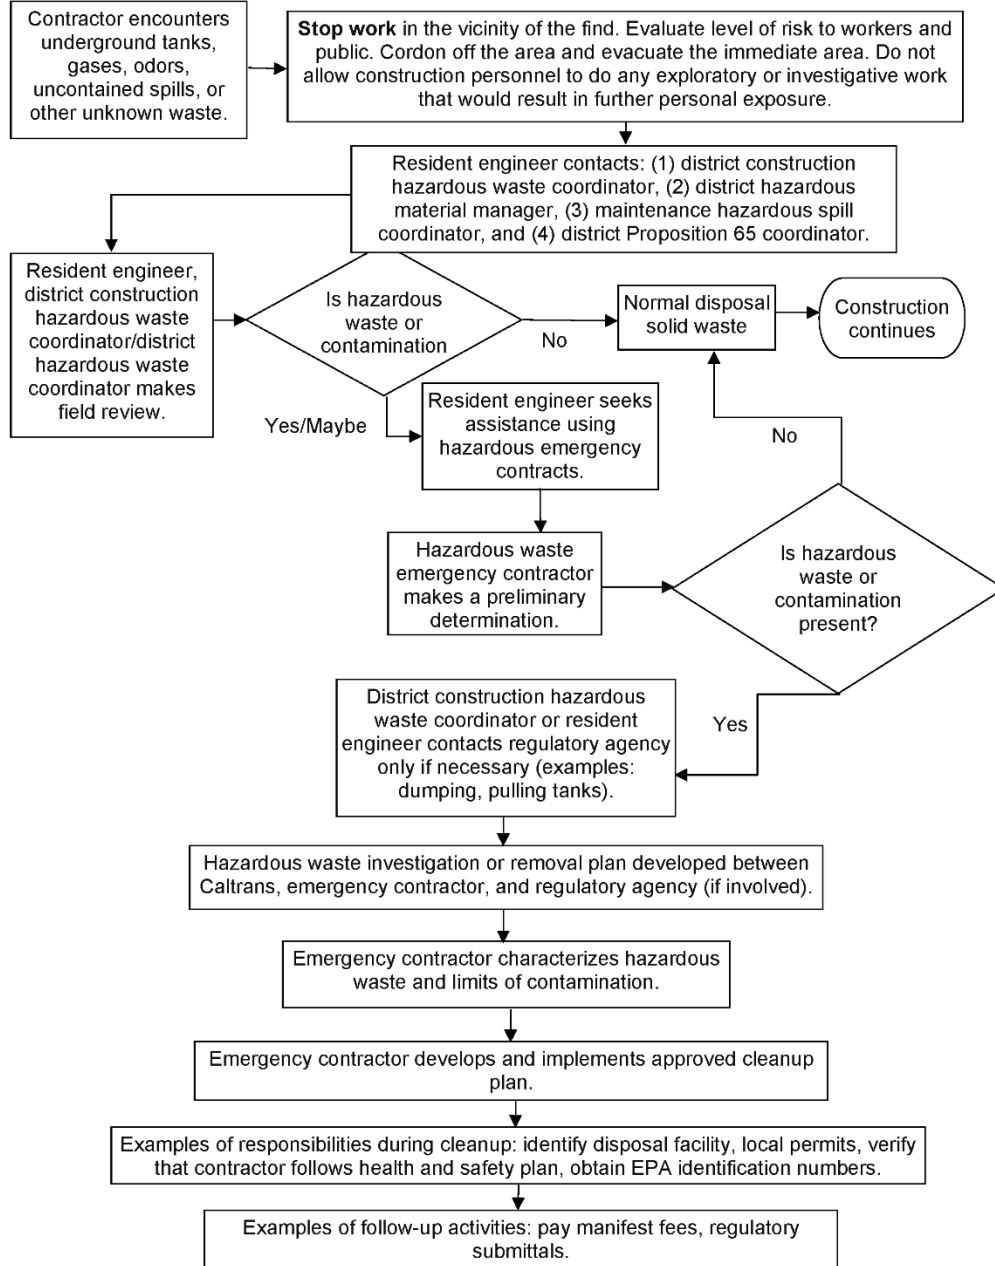 Contractor encounters
underground tanks,
gases, odors,
uncontained spills, or
other unknown waste.
Stop work in the vicinity of the find. Evaluate level of risk to workers and
public. Cordon off the area and evacuate the immediate area. Do not
allow construction personnel to do any exploratory or investigative work
that would result in further personal exposure.
Resident engineer contacts: (1) district construction
hazardous waste coordinator, (2) district hazardous
material manager, (3) maintenance hazardous spill
coordinator, and (4) district Proposition 65 coordinator.
Resident engineer,
district construction
hazardous waste
coordinator/district
hazardous waste
coordinator makes
field review.
Is hazardous
waste or
contamination
No
Normal disposal
solid waste
Construction
continues
Yes/Maybe
Resident engineer seeks
assistance using
hazardous emergency
contracts.
No
Hazardous waste
emergency contractor
makes a preliminary
determination.
Is hazardous
waste or
contamination
present?
Yes
District construction hazardous
waste coordinator or resident
engineer contacts regulatory agency
only if necessary (examples:
dumping, pulling tanks).
Hazardous waste investigation or removal plan developed between
Caltrans, emergency contractor, and regulatory agency (if involved).
Emergency contractor characterizes hazardous
waste and limits of contamination.
Emergency contractor develops and implements approved cleanup
plan.
Examples of responsibilities during cleanup: identify disposal facility, local permits, verify
that contractor follows health and safety plan, obtain EPA identification numbers.
Examples of follow-up activities: pay manifest fees, regulatory
submittals.